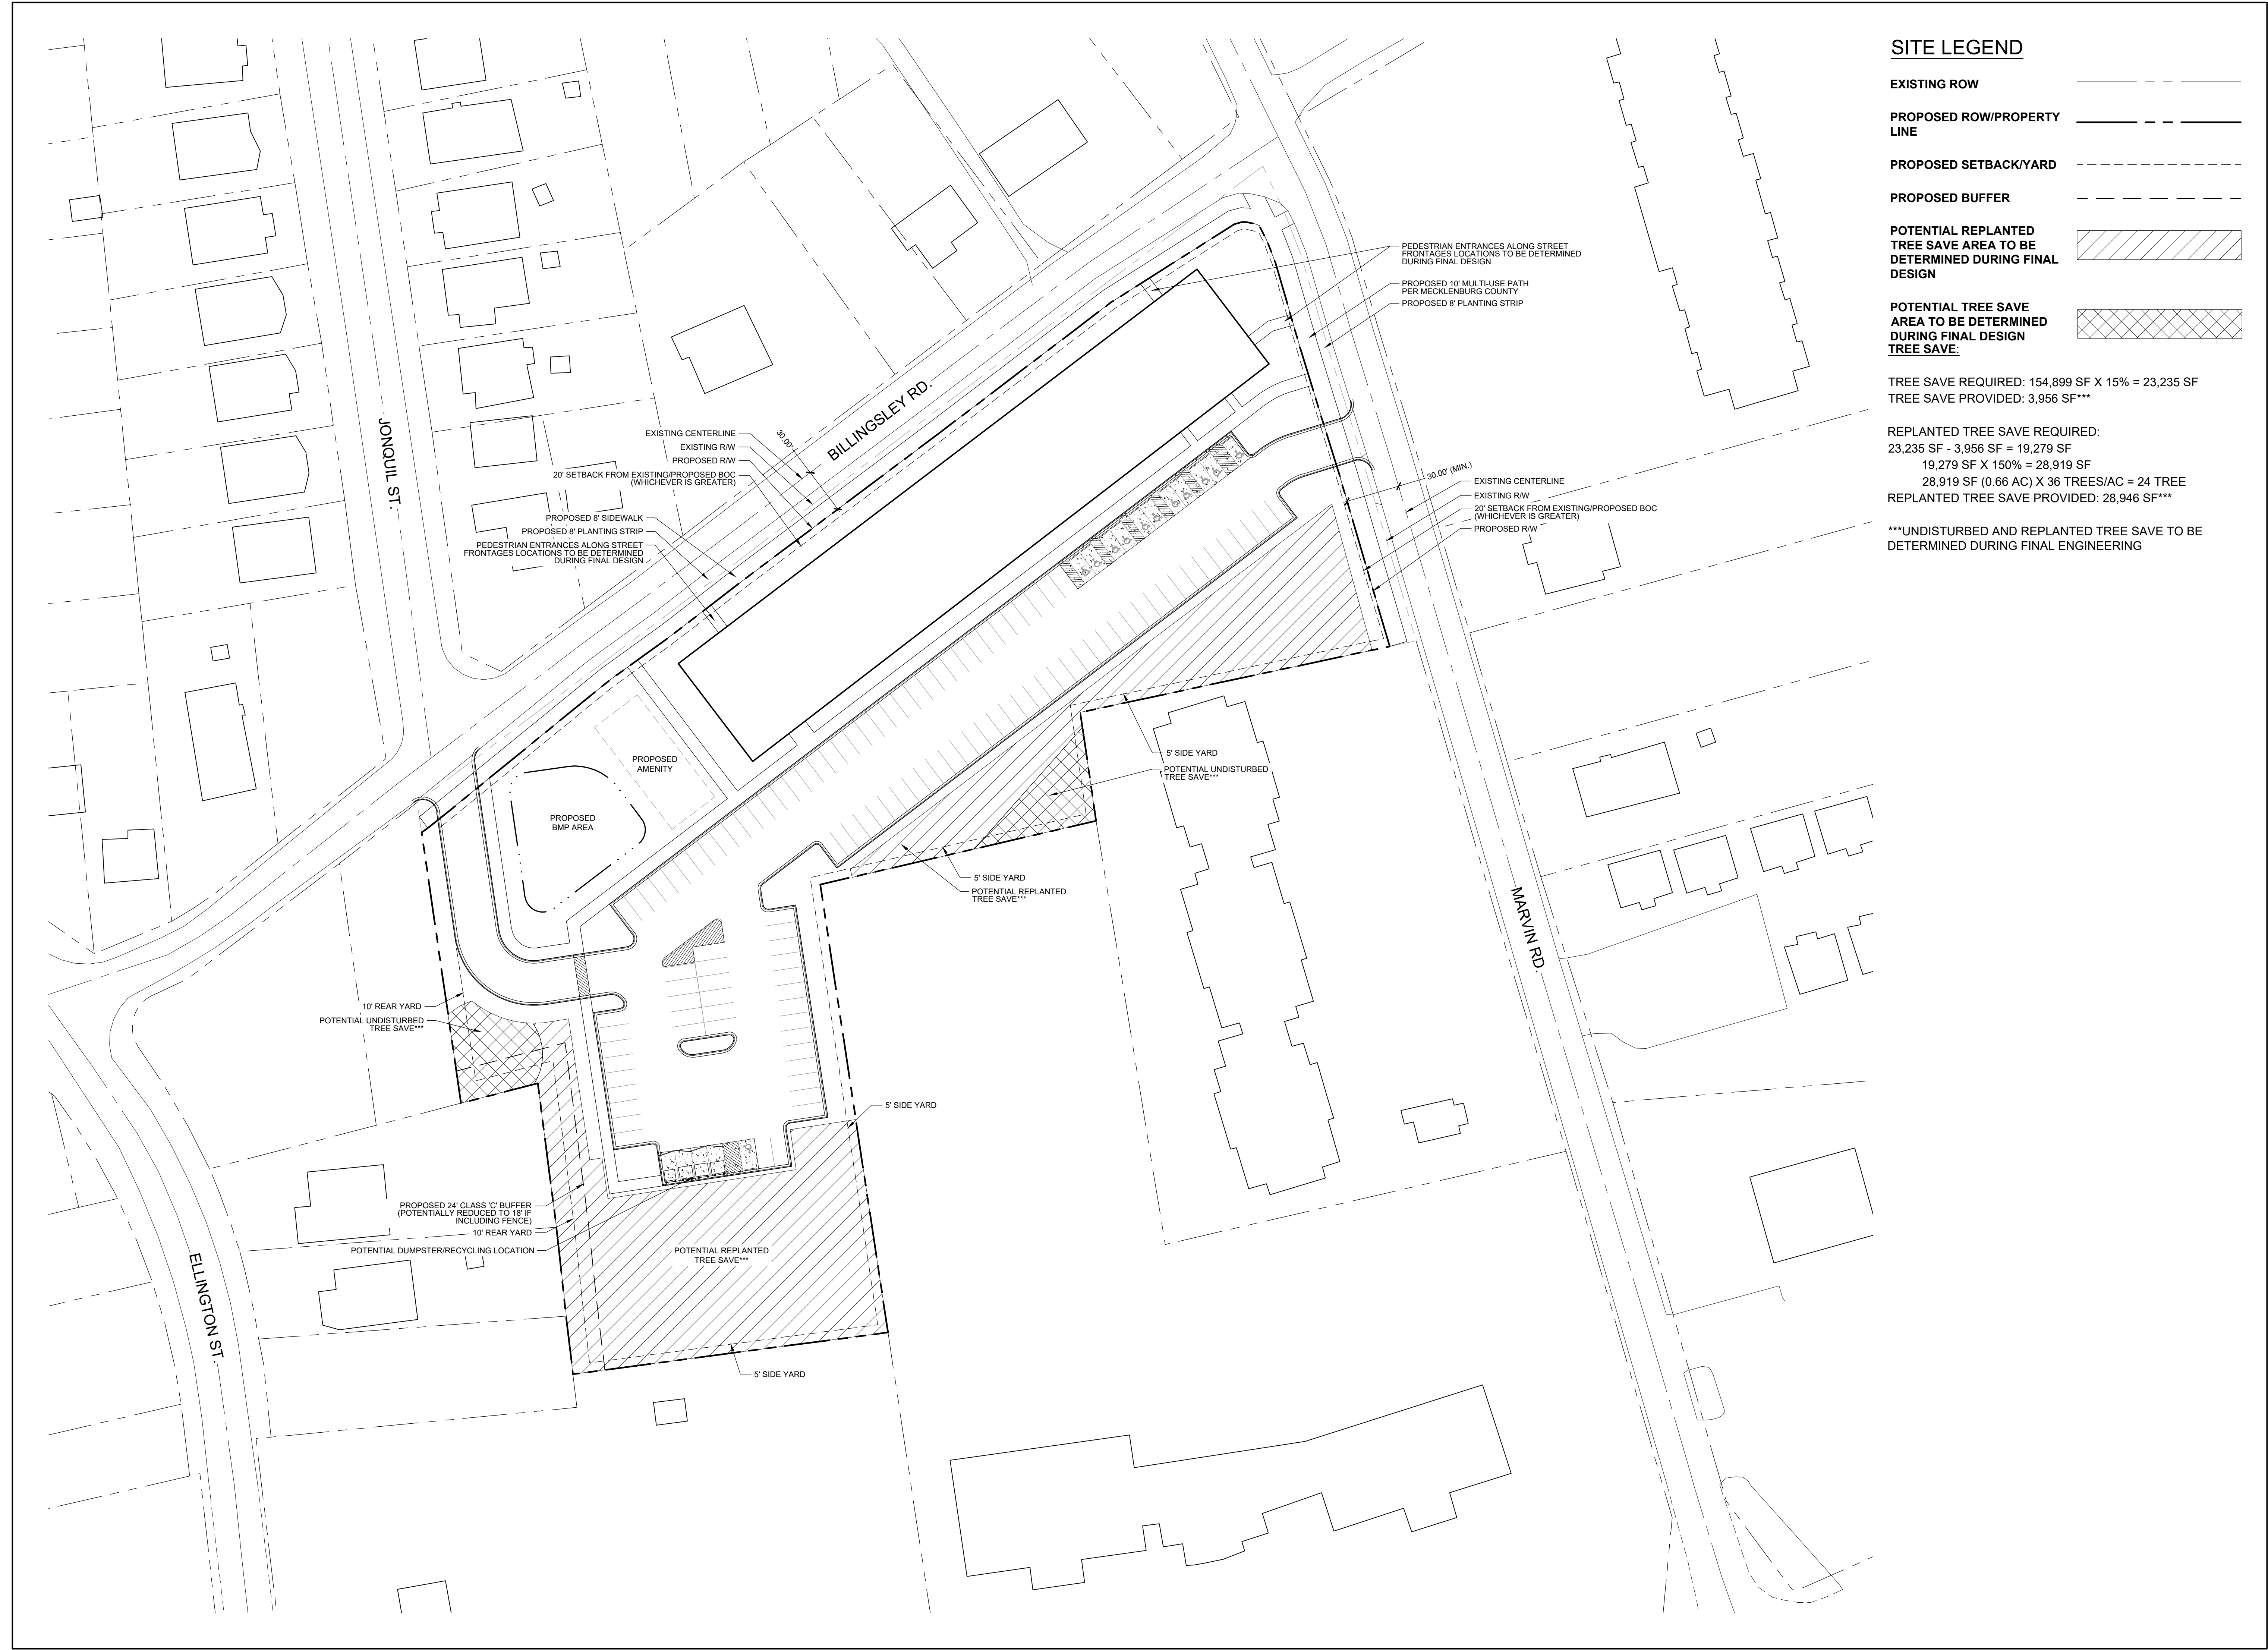 SITE LEGEND
EXISTING ROW
PROPOSED ROW/PROPERTY
LINE
PROPOSED SETBACK/YARD
PROPOSED BUFFER
POTENTIAL REPLANTED
TREE SAVE AREA TO BE
DETERMINED DURING FINAL
DESIGN
POTENTIAL TREE SAVE
AREA TO BE DETERMINED
DURING FINAL DESIGN
TREE SAVE:
TREE SAVE REQUIRED: 154,899 SF X 15% = 23,235 SF
TREE SAVE PROVIDED: 3,956 SF***
REPLANTED TREE SAVE REQUIRED:
23,235 SF - 3,956 SF = 19,279 SF
19,279 SF X 150% = 28,919 SF
28,919 SF (0.66 AC) X 36 TREES/AC = 24 TREE
REPLANTED TREE SAVE PROVIDED: 28,946 SF***
***UNDISTURBED AND REPLANTED TREE SAVE TO BE
DETERMINED DURING FINAL ENGINEERING
PEDESTRIAN ENTRANCES ALONG STREET
FRONTAGES LOCATIONS TO BE DETERMINED
DURING FINAL DESIGN
PROPOSED 10' MULTI-USE PATH
PER MECKLENBURG COUNTY
PROPOSED 8' PLANTING STRIP
JONQUIL ST.
BILLINGSLEY RD.
30.00'
EXISTING CENTERLINE
EXISTING R/W
PROPOSED R/W
20' SETBACK FROM EXISTING/PROPOSED BOC
(WHICHEVER IS GREATER)
PROPOSED 8' SIDEWALK
PROPOSED 8' PLANTING STRIP
PEDESTRIAN ENTRANCES ALONG STREET
FRONTAGES LOCATIONS TO BE DETERMINED
DURING FINAL DESIGN
30.00' (MIN.)
EXISTING CENTERLINE
EXISTING R/W
20' SETBACK FROM EXISTING/PROPOSED BOC
(WHICHEVER IS GREATER)
PROPOSED R/W
PROPOSED
AMENITY
PROPOSED
BMP AREA
5' SIDE YARD
POTENTIAL UNDISTURBED
TREE SAVE***
5' SIDE YARD
POTENTIAL REPLANTED
TREE SAVE***
MARVIN RD.
10' REAR YARD
POTENTIAL UNDISTURBED
TREE SAVE***
5' SIDE YARD
PROPOSED 24' CLASS 'C' BUFFER
(POTENTIALLY REDUCED TO 18' IF
INCLUDING FENCE)
10' REAR YARD
POTENTIAL DUMPSTER/RECYCLING LOCATION
POTENTIAL REPLANTED
TREE SAVE***
ELLINGTON ST.
5' SIDE YARD